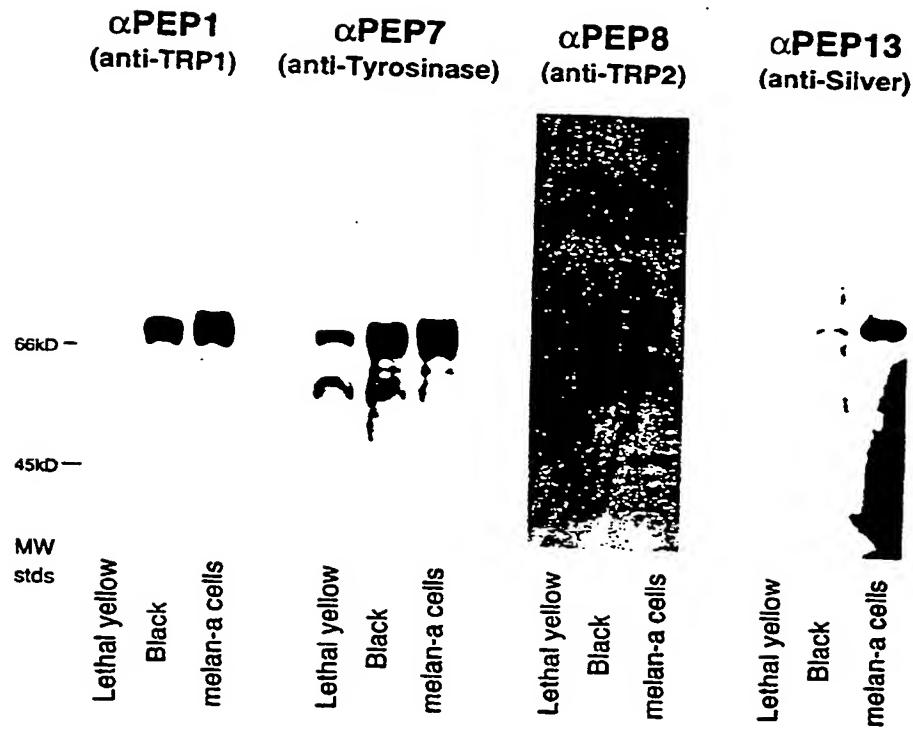 αPEP1
(anti-TRP1)
αPEP7
(anti-Tyrosinase)
αPEP8
(anti-TRP2)
αPEP13
(anti-Silver)
66kD
45kD
MW
stds
Lethal yellow
Black
melan-a cells
Lethal yellow
Black
melan-a cells
Lethal yellow
Black
melan-a cells
Lethal yellow
Black
melan-a cells